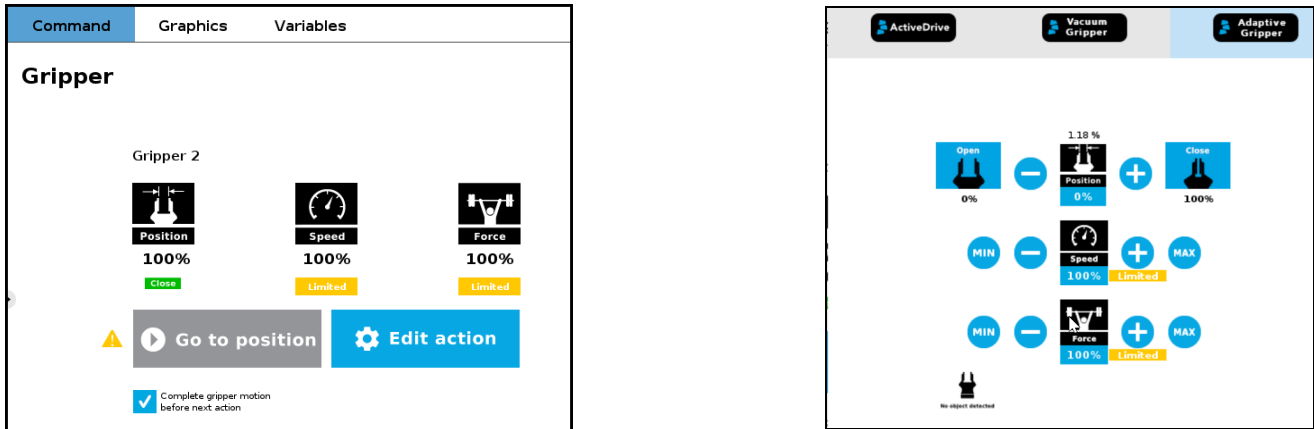 Command Graphics Variables
Gripper
Gripper 2
Position Speed Force
100% 100% 100%
Close Limited Limited
Go to position Edit action
Complete gripper motion
before next action
ActiveDrive
Vacuum
Gripper
Adaptive
Gripper
1.18 %
Open Close
Position
0% 0% 100%
MIN Speed MAX
100% Limited
MIN Force MAX
100% Limited
No object detected